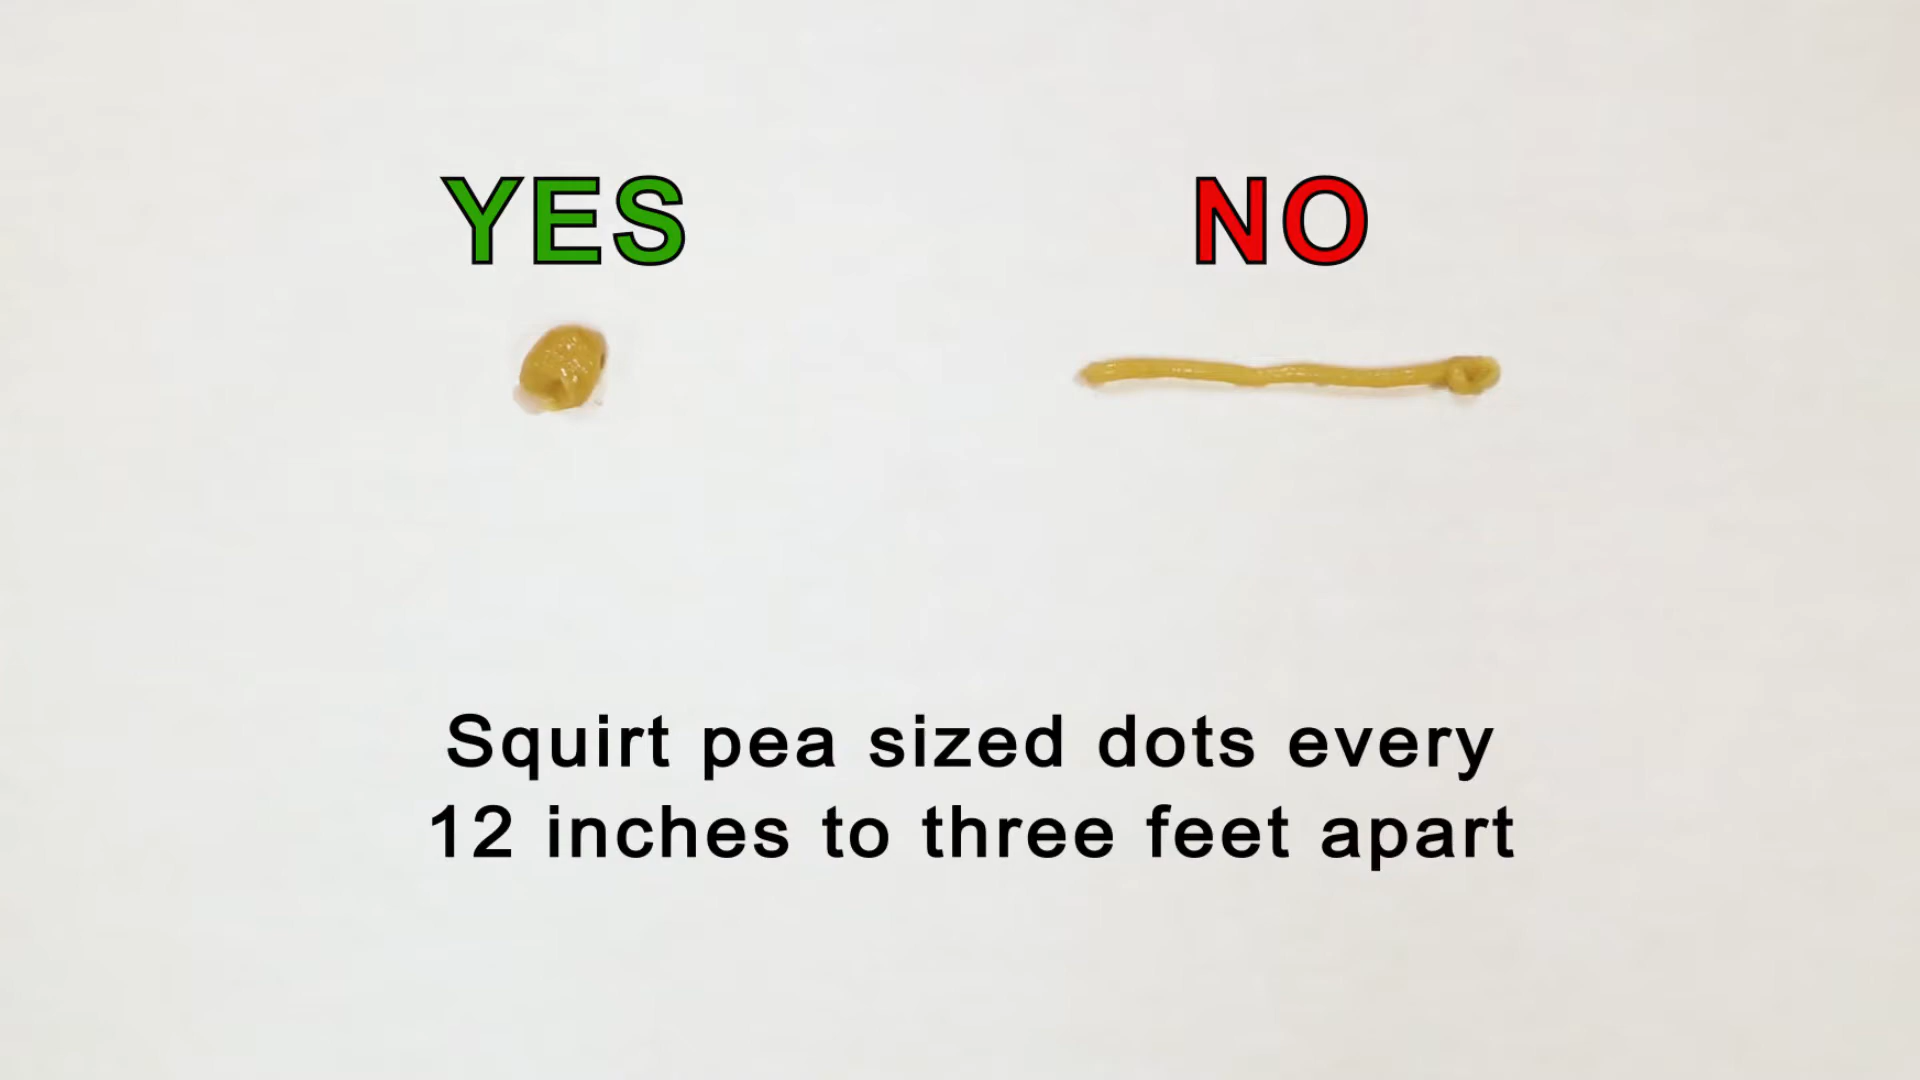 YES NO
Squirt pea sized dots every
12 inches to three feet apart